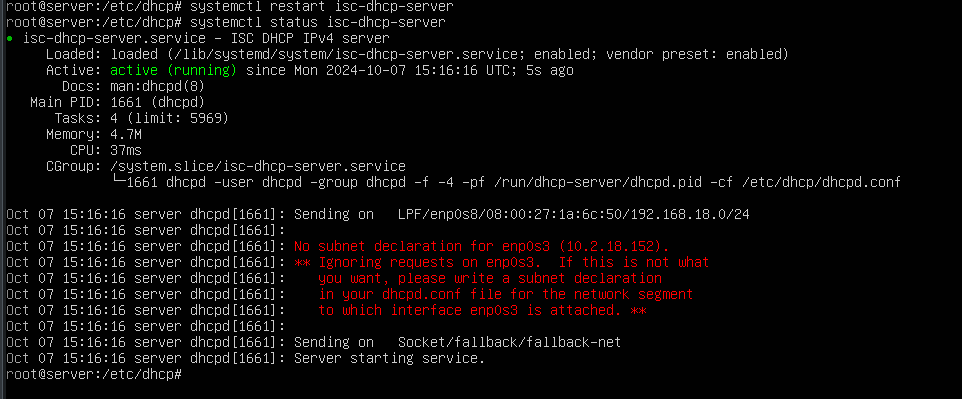 root@server:/etc/dhcp# systemctl restart isc-dhcp-server
root@server:/etc/dhcp# systemctl status isc-dhcp-server
● isc-dhcp-server.service - ISC DHCP IPv4 server
     Loaded: loaded (/lib/systemd/system/isc-dhcp-server.service; enabled; vendor preset: enabled)
     Active: active (running) since Mon 2024-10-07 15:16:16 UTC; 5s ago
       Docs: man:dhcpd(8)
   Main PID: 1661 (dhcpd)
      Tasks: 4 (limit: 5969)
     Memory: 4.7M
        CPU: 37ms
     CGroup: /system.slice/isc-dhcp-server.service
             └─1661 dhcpd -user dhcpd -group dhcpd -f -4 -pf /run/dhcp-server/dhcpd.pid -cf /etc/dhcp/dhcpd.conf

Oct 07 15:16:16 server dhcpd[1661]: Sending on   LPF/enp0s8/08:00:27:1a:6c:50/192.168.18.0/24
Oct 07 15:16:16 server dhcpd[1661]:
Oct 07 15:16:16 server dhcpd[1661]: No subnet declaration for enp0s3 (10.2.18.152).
Oct 07 15:16:16 server dhcpd[1661]: ** Ignoring requests on enp0s3.  If this is not what
Oct 07 15:16:16 server dhcpd[1661]:    you want, please write a subnet declaration
Oct 07 15:16:16 server dhcpd[1661]:    in your dhcpd.conf file for the network segment
Oct 07 15:16:16 server dhcpd[1661]:    to which interface enp0s3 is attached. **
Oct 07 15:16:16 server dhcpd[1661]:
Oct 07 15:16:16 server dhcpd[1661]: Sending on   Socket/fallback/fallback-net
Oct 07 15:16:16 server dhcpd[1661]: Server starting service.
root@server:/etc/dhcp#